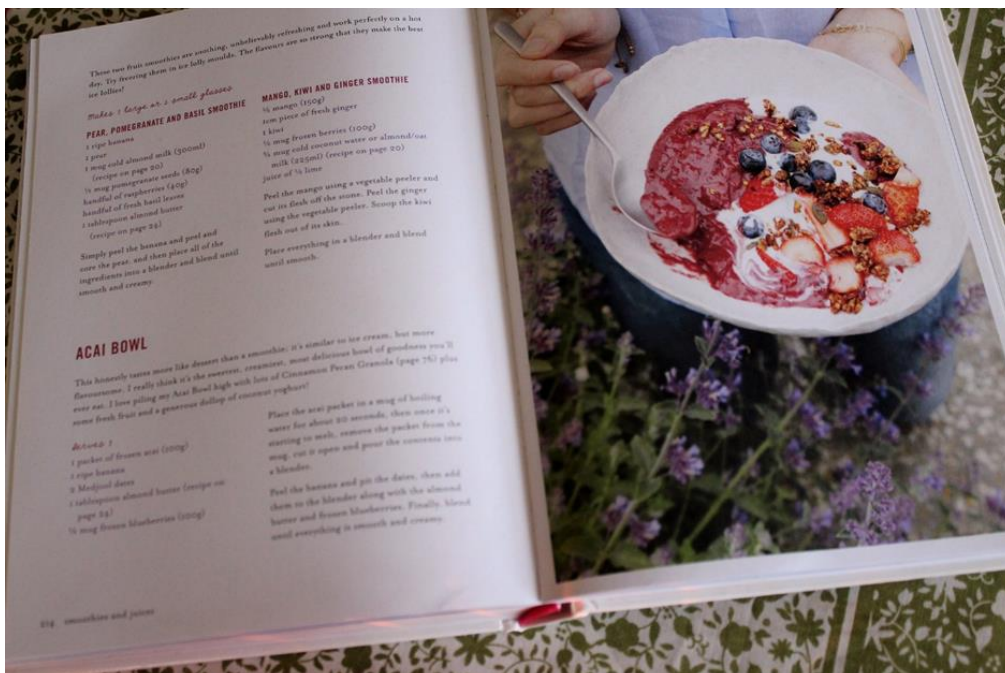 These two fruit smoothies are soothing, unbelievably refreshing and work perfectly on a hot
day. Try freezing them in ice lolly moulds. The flavours are so strong that they make the best
ice lollies!
makes 1 large or 2 small glasses
PEAR, POMEGRANATE AND BASIL SMOOTHIE
1 ripe banana
1 pear
1 mug cold almond milk (300ml)
(recipe on page 20)
mug pomegranate seeds (80g)
handful of raspberries (40g)
handful of fresh basil leaves
1 tablespoon almond butter
(recipe on page 24)
Simply peel the banana and peel and
core the pear, and then place all of the
ingredients into a blender and blend until
smooth and creamy.
MANGO, KIWI AND GINGER SMOOTHIE
½ mango (150g)
piece of fresh ginger
1 kiwi
mug frozen berries (100g)
¾ mug cold coconut water or almond/oat
milk (225ml) (recipe on page 20)
juice of ½ lime
Peel the mango using a vegetable peeler and
cut its flesh off the stone. Peel the ginger
using the vegetable peeler. Scoop the kiwi
flesh out of its skin.
Place everything in a blender and blend
until smooth.
ACAI BOWL
This honestly tastes more like dessert than a smoothie; it's similar to ice cream, but more
flavoursome. I really think it's the sweetest, creamiest, most delicious bowl of goodness you'll
ever eat. I love piling my Acai Bowl high with lots of Cinnamon Pecan Granola (page 76) plus
some fresh fruit and a generous dollop of coconut yoghurt!
serves 1
1 packet of frozen acai (100g)
1 ripe banana
2 Medjool dates
1 tablespoon almond butter (recipe on
page 24)
mug frozen blueberries (100g)
Place the acai packet in a mug of boiling
water for about 20 seconds, then once it's
starting to melt, remove the packet from the
mug, cut it open and pour the contents into
a blender.
Peel the banana and pit the dates, then add
them to the blender along with the almond
butter and frozen blueberries. Finally, blend
until everything is smooth and creamy.
214 smoothies and juices